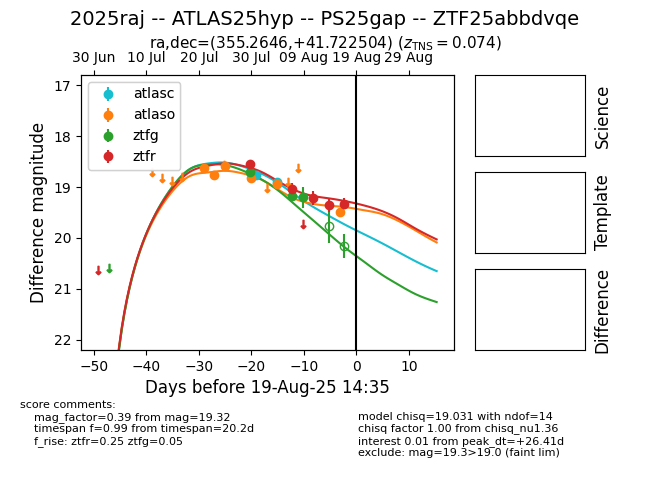 2025raj -- ATLAS25hyp -- PS25gap -- ZTF25abbdvqe
ra,dec=(355.2646,+41.722504) (zTNS = 0.074)
30 Jun 10 Jul 20 Jul 30 Jul 09 Aug 19 Aug 29 Aug
atlasc
atlaso
ztfg
ztfr
17
18
19
20
21
22
Difference magnitude
−50 −40 −30 −20 −10 0 10
Days before 19-Aug-25 14:35
Science
Template
Difference
score comments:
mag_factor=0.39 from mag=19.32
timespan f=0.99 from timespan=20.2d
f_rise: ztfr=0.25 ztfg=0.05
model chisq=19.031 with ndof=14
chisq factor 1.00 from chisq_nu1.36
interest 0.01 from peak_dt=+26.41d
exclude: mag=19.3>19.0 (faint lim)